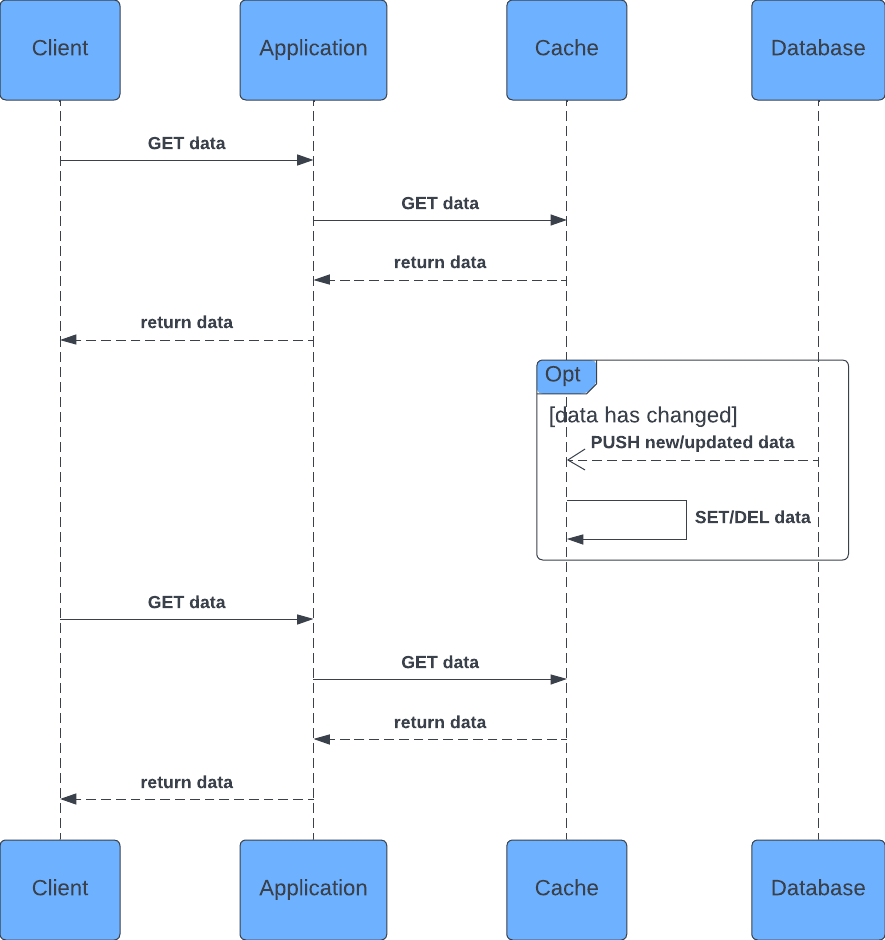 Client
Application
Cache
Database
GET data
GET data
return data
return data
Opt
[data has changed]
PUSH new/updated data
SET/DEL data
GET data
GET data
return data
return data
Client
Application
Cache
Database